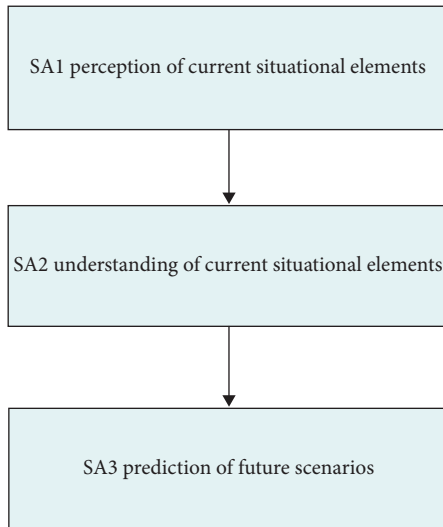 SA1 perception of current situational elements
SA2 understanding of current situational elements
SA3 prediction of future scenarios